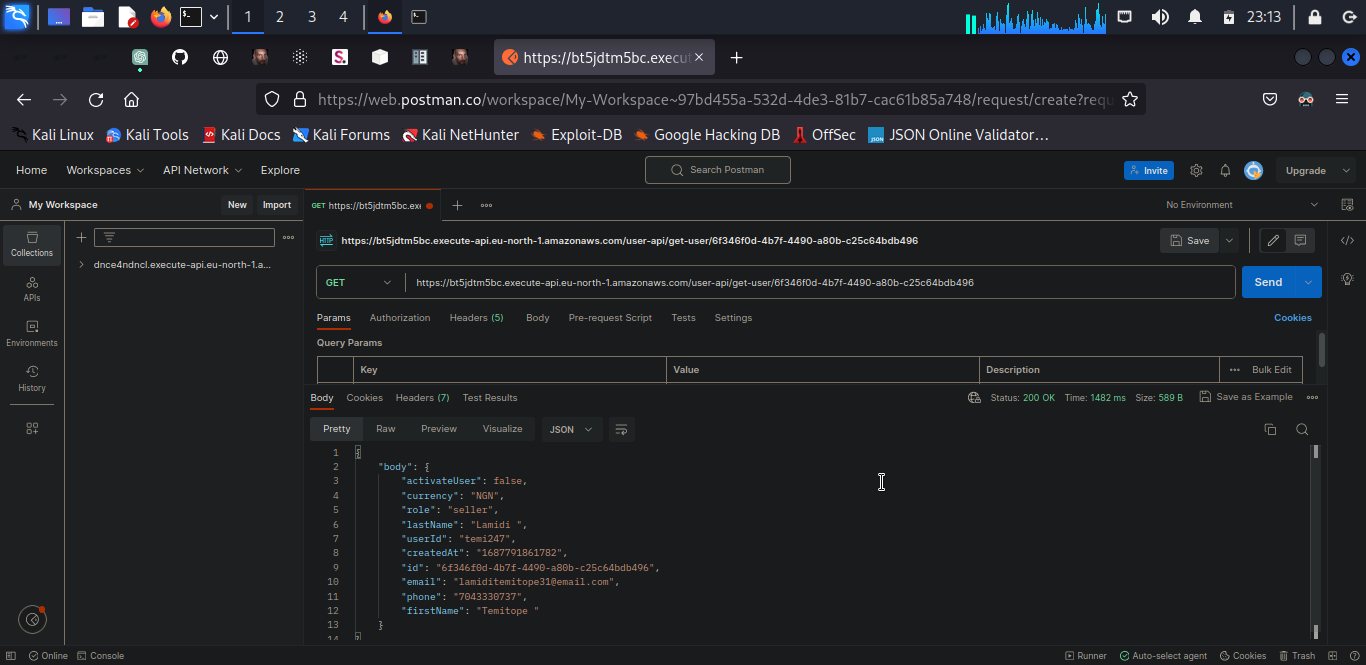 1 2 3 4 23:13
https://bt5jdtm5bc.execut
https://web.postman.co/workspace/My-Workspace~97bd455a-532d-4de3-81b7-cac61b85a748/request/create?requ
Kali Linux Kali Tools Kali Docs Kali Forums Kali NetHunter Exploit-DB Google Hacking DB OffSec JSON Online Validator…
Home Workspaces API Network Explore Search Postman Invite Upgrade
My Workspace New Import GET https://bt5jdtm5bc.exe No Environment
Collections
dnce4ndncl.execute-api.eu-north-1.a...
APIs
Environments
History
HTTP https://bt5jdtm5bc.execute-api.eu-north-1.amazonaws.com/user-api/get-user/6f346f0d-4b7f-4490-a80b-c25c64bdb496 Save
GET https://bt5jdtm5bc.execute-api.eu-north-1.amazonaws.com/user-api/get-user/6f346f0d-4b7f-4490-a80b-c25c64bdb496 Send
Params Authorization Headers (5) Body Pre-request Script Tests Settings Cookies
Query Params
Key Value Description Bulk Edit
Body Cookies Headers (7) Test Results Status: 200 OK Time: 1482 ms Size: 589 B Save as Example
Pretty Raw Preview Visualize JSON
1 {
2 "body": {
3 "activateUser": false,
4 "currency": "NGN",
5 "role": "seller",
6 "lastName": "Lamidi ",
7 "userId": "temi247",
8 "createdAt": "1687791861782",
9 "id": "6f346f0d-4b7f-4490-a80b-c25c64bdb496",
10 "email": "lamiditemitope31@email.com",
11 "phone": "7043330737",
12 "firstName": "Temitope "
13 }
14 }
Online Console Runner Auto-select agent Cookies Trash